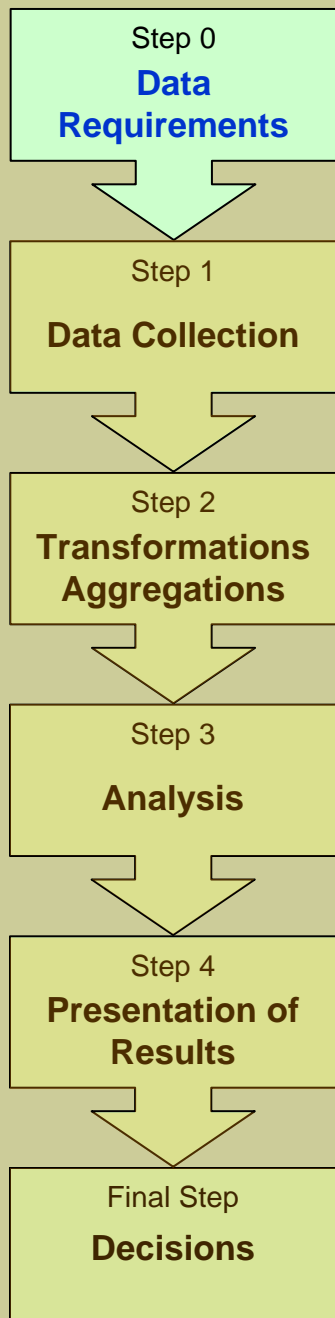 Step 0
Data
Requirements
Step 1
Data Collection
Step 2
Transformations
Aggregations
Step 3
Analysis
Step 4
Presentation of
Results
Final Step
Decisions